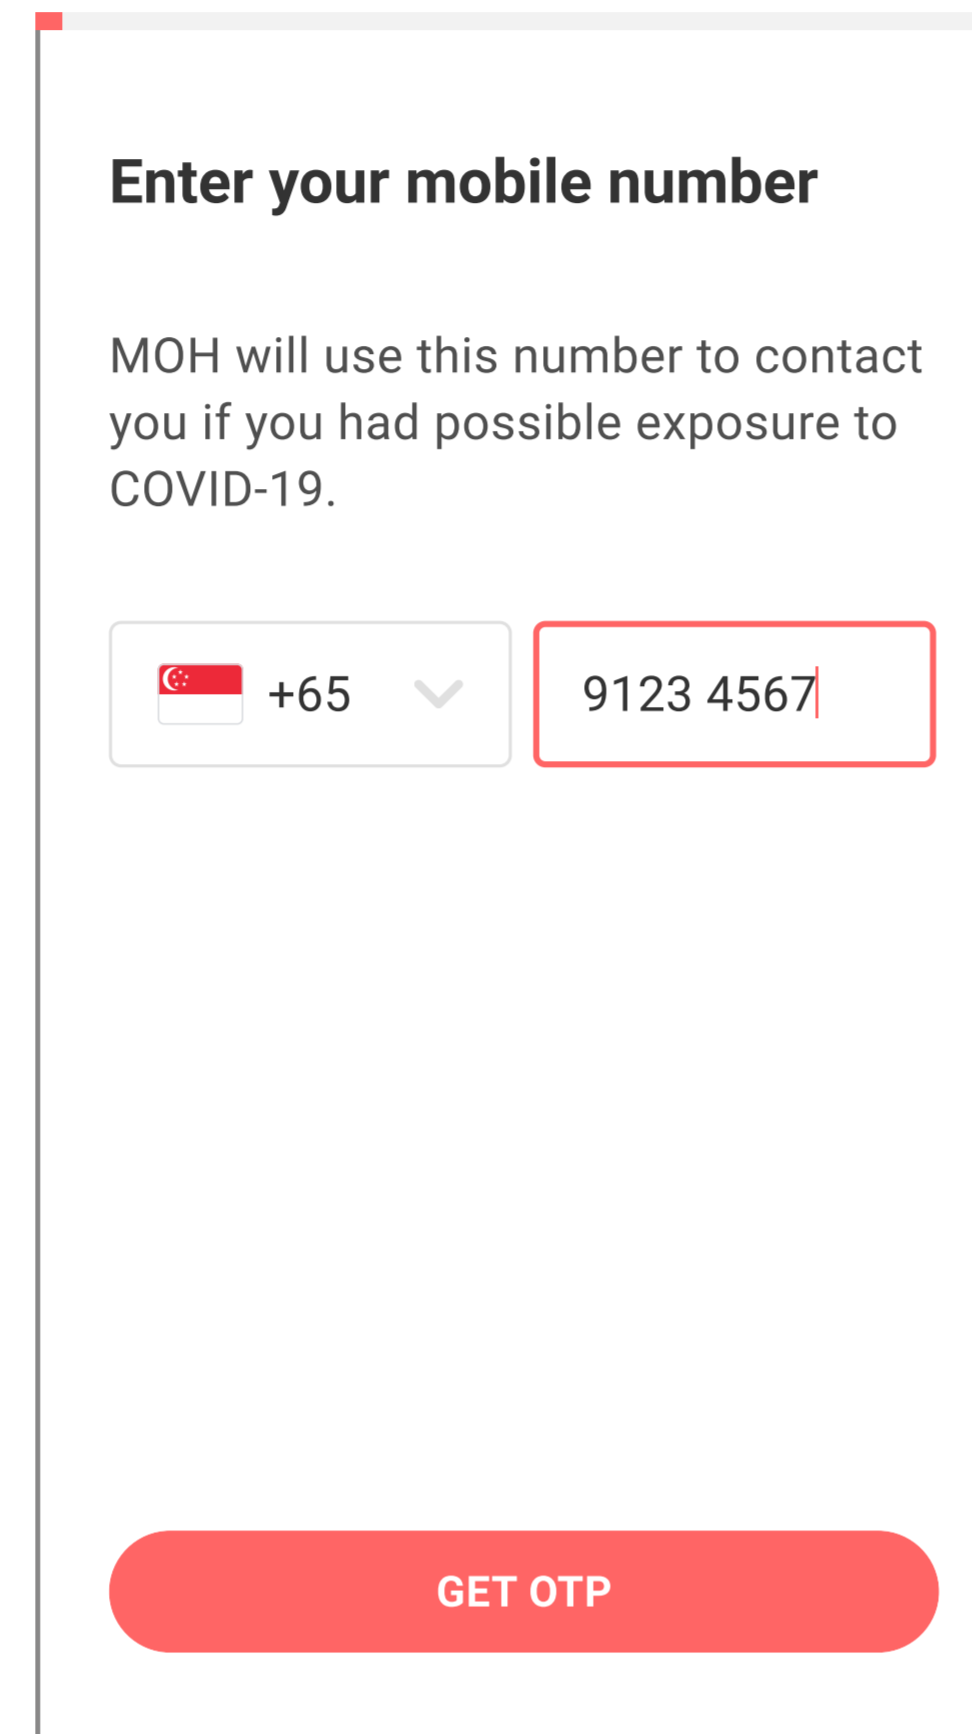 Enter your mobile number
MOH will use this number to contact
you if you had possible exposure to
COVID-19.
+65 9123 4567
GET OTP